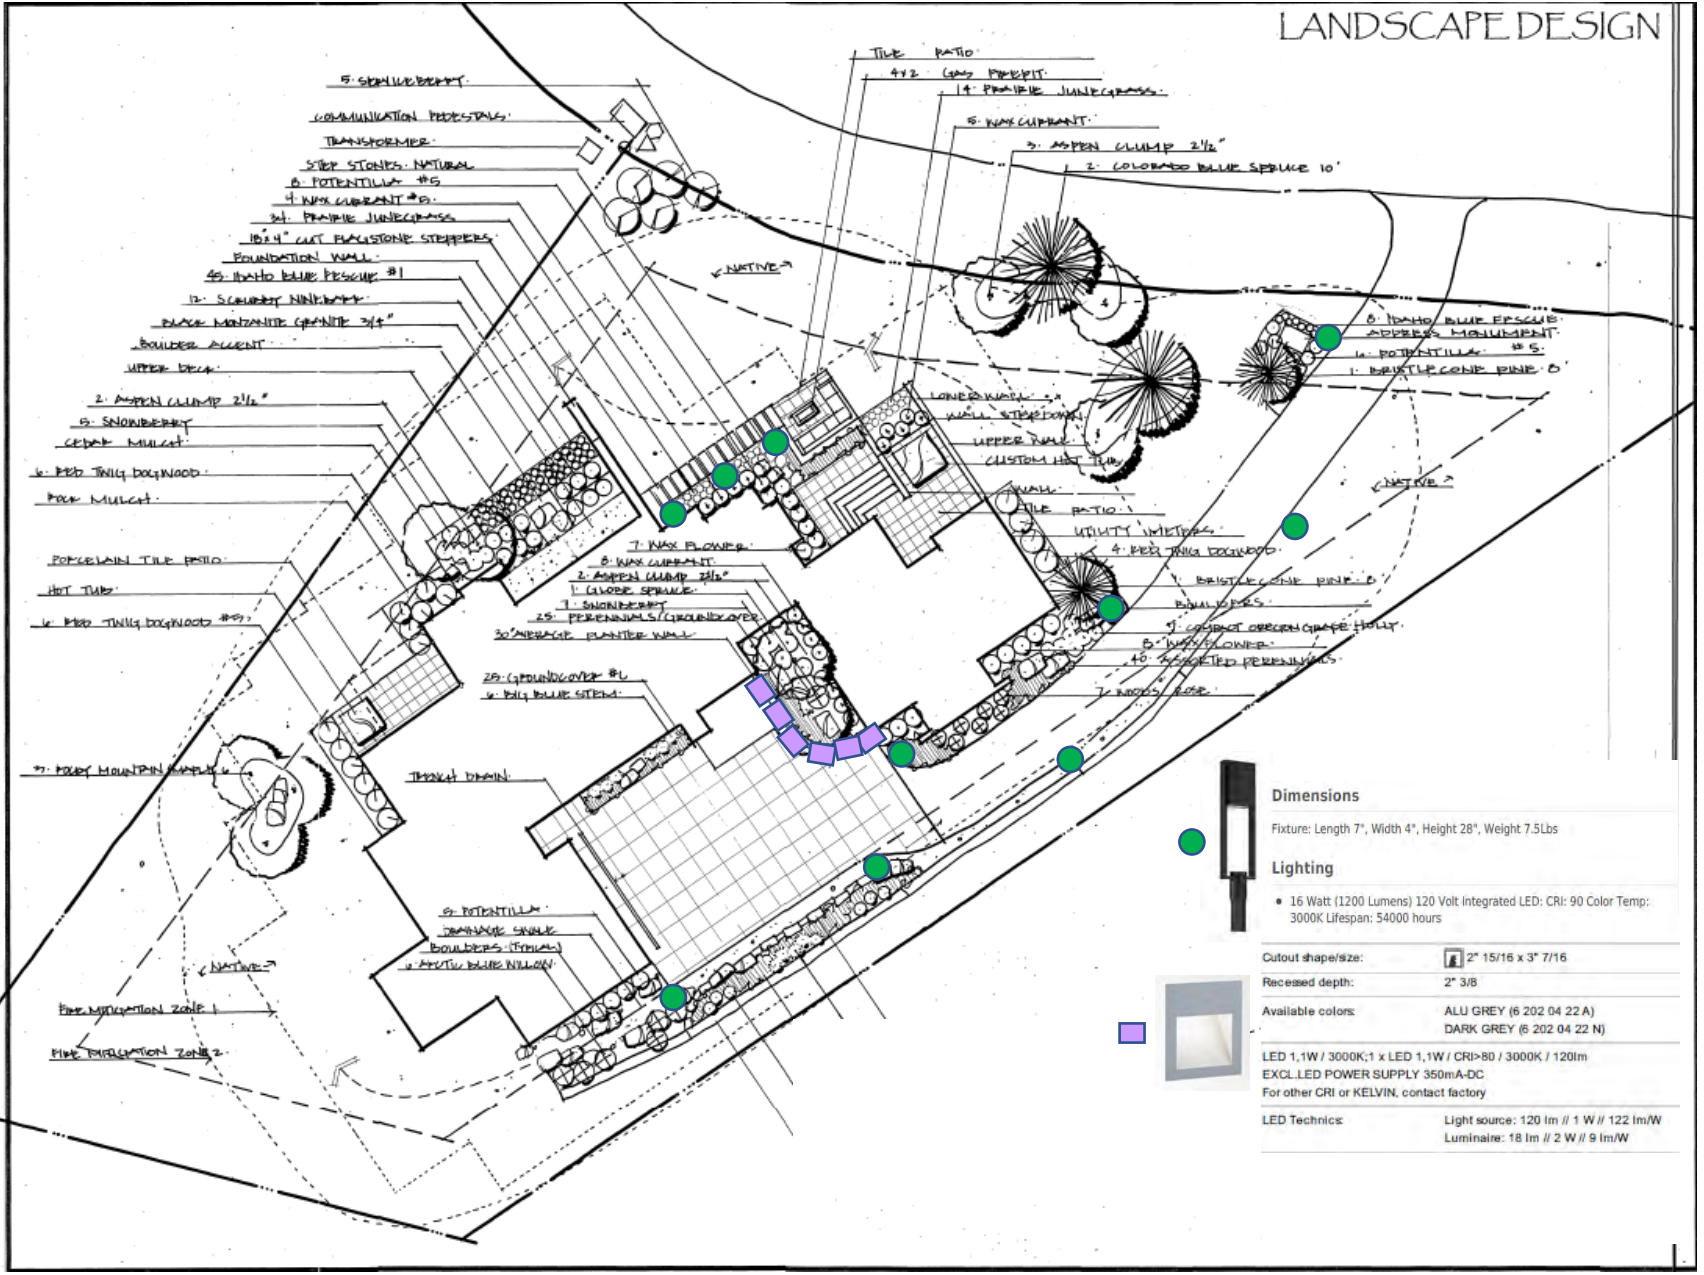 LANDSCAPE DESIGN
5. SERVICEBERRY.
COMMUNICATION PEDESTALS.
TRANSFORMER.
STEP STONES. NATURAL
8. POTENTILLA #5
4. WAX CURRANT #5.
34. PRAIRIE JUNEGRASS
18"x4" CUT FLAGSTONE STEPPERS
FOUNDATION WALL.
45. IDAHO BLUE FESCUE #1
12. SCRUBBY NINEBARK
BLACK MONZANITE GRANITE 3/4"
BOULDER ACCENT
UPPER DECK.
2. ASPEN CLUMP 2 1/2"
5. SNOWBERRY
CEDAR MULCH.
6. RED TWIG DOGWOOD.
ROCK MULCH.
PORCELAIN TILE PATIO.
HOT TUB.
6. RED TWIG DOGWOOD #5.
3. ROCKY MOUNTAIN MAPLE 6
TILE PATIO.
4x2 GAS FIREPIT.
14. PRAIRIE JUNEGRASS.
5. WAX CURRANT.
3. ASPEN CLUMP 2 1/2"
2. COLORADO BLUE SPRUCE 10'
NATIVE
8. IDAHO BLUE FESCUE
ADDRESS MONUMENT
6. POTENTILLA. #5.
1. BRISTLECONE PINE. 8'
LOWER WALL
WALL STEP DOWN
UPPER WALL
CUSTOM HOT TUB
WALL
TILE PATIO.
UTILITY METERS.
4. RED TWIG DOGWOOD.
NATIVE
1. BRISTLECONE PINE. 8
BOULDERS.
9. COMPACT OREGON GRAPE HOLLY.
8. WAX FLOWER.
40. ASSORTED PERENNIALS.
7. WOODS ROSE.
7. WAX FLOWER.
8. WAX CURRANT.
2. ASPEN CLUMP 2 1/2"
1. GLOBE SPRUCE.
7. SNOWBERRY
25. PERENNIALS/GROUNDCOVER
30" AVERAGE PLANTER WALL
25. GROUNDCOVER #1
6. BIG BLUE STEM.
TRENCH DRAIN.
5. POTENTILLA.
DRAINAGE SWALE
BOULDERS (TYPICAL)
6. ARCTIC BLUE WILLOW.
NATIVE
FIRE MITIGATION ZONE 1
FIRE MITIGATION ZONE 2.
Dimensions
Fixture: Length 7", Width 4", Height 28", Weight 7.5Lbs
Lighting
• 16 Watt (1200 Lumens) 120 Volt Integrated LED: CRI: 90 Color Temp:
3000K Lifespan: 54000 hours
Cutout shape/size: 2" 15/16 x 3" 7/16
Recessed depth: 2" 3/8
Available colors: ALU GREY (6 202 04 22 A)
DARK GREY (6 202 04 22 N)
LED 1,1W / 3000K;1 x LED 1,1W / CRI>80 / 3000K / 120lm
EXCL.LED POWER SUPPLY 350mA-DC
For other CRI or KELVIN, contact factory
LED Technics: Light source: 120 lm // 1 W // 122 lm/W
Luminaire: 18 lm // 2 W // 9 lm/W